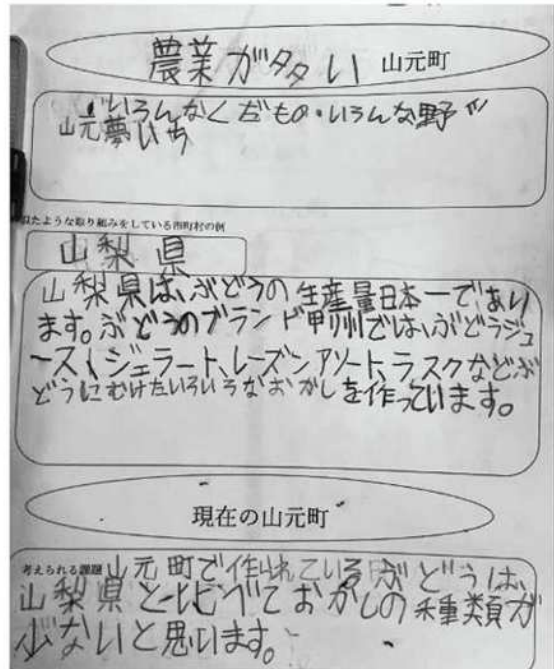 農業がタタい 山元町
いろんなくだもの・いろんな野
山元夢いち
似たような取り組みをしている市町村の例
山梨県
山梨県は、ぶどうの生産量日本一であり
ます。ぶどうのブランド甲州では、ぶどうジュ
ース、ジェラート、レーズンアソート、ラスクなどぶ
どうにむけたいろいろなおかしを作っています。
現在の山元町
考えられる課題 山元町で作られているぶどうは、
山梨県と比べておかしの種類が
少ないと思います。